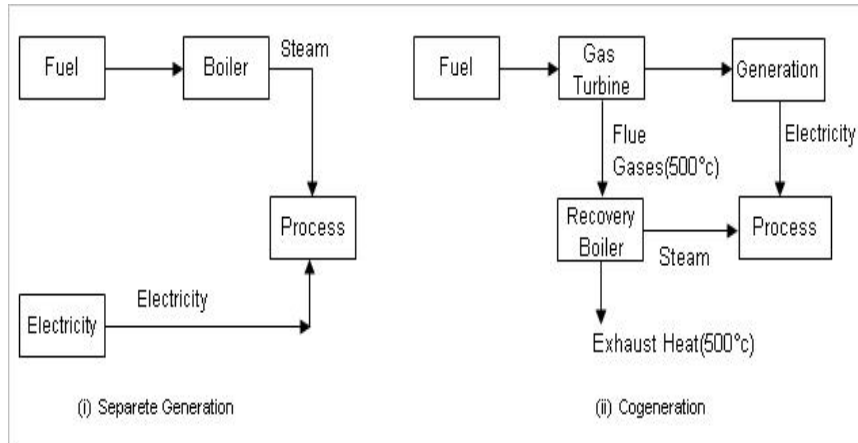 Fuel
Boiler
Steam
Process
Electricity
Electricity
(i) Separete Generation
Fuel
Gas
Turbine
Generation
Flue
Gases(500°c)
Electricity
Recovery
Boiler
Steam
Process
Exhaust Heat(500°c)
(ii) Cogeneration